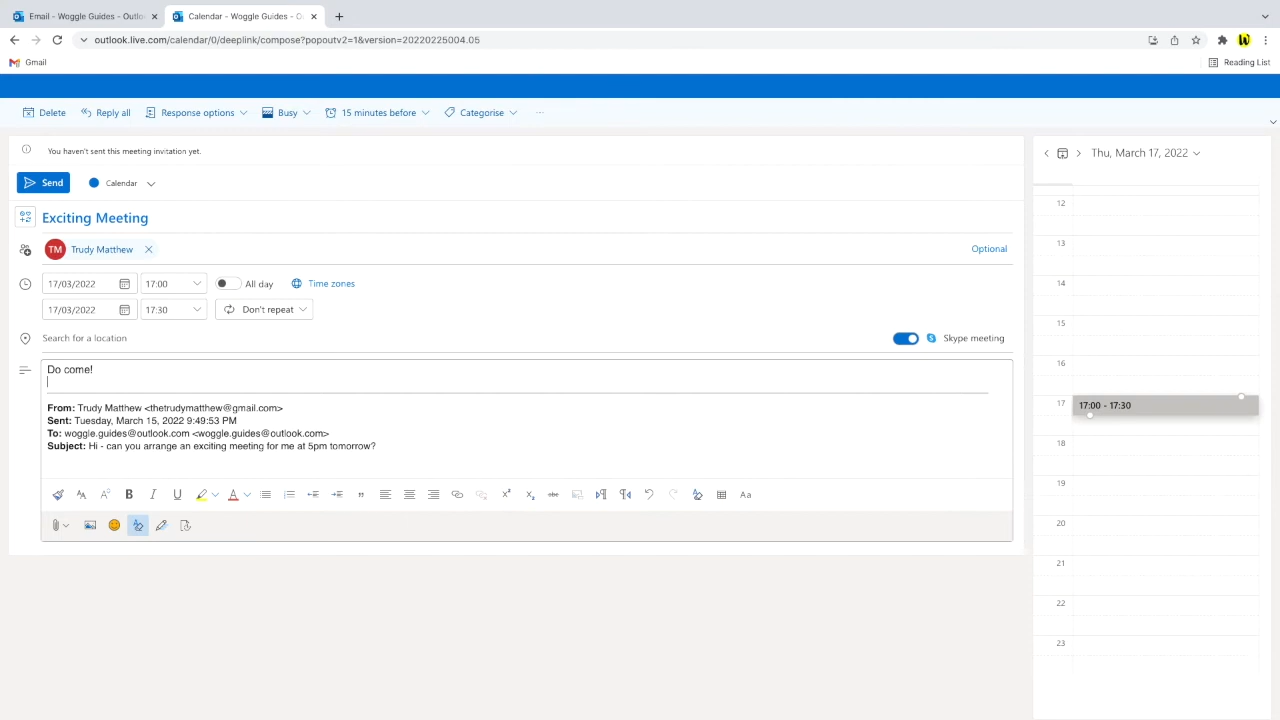 Email - Woggle Guides - Outlo
Calendar - Woggle Guides - O
outlook.live.com/calendar/0/deeplink/compose?popoutv2=1&version=20220225004.05
Gmail
Reading List
Delete
Reply all
Response options
Busy
15 minutes before
Categorise
You haven't sent this meeting invitation yet.
Send
Calendar
Exciting Meeting
TM Trudy Matthew
Optional
17/03/2022 17:00 All day Time zones
17/03/2022 17:30 Don't repeat
Search for a location
Skype meeting
Do come!
From: Trudy Matthew <thetrudymatthew@gmail.com>
Sent: Tuesday, March 15, 2022 9:49:53 PM
To: woggle.guides@outlook.com <woggle.guides@outlook.com>
Subject: Hi - can you arrange an exciting meeting for me at 5pm tomorrow?
Thu, March 17, 2022
12
13
14
15
16
17 17:00 - 17:30
18
19
20
21
22
23